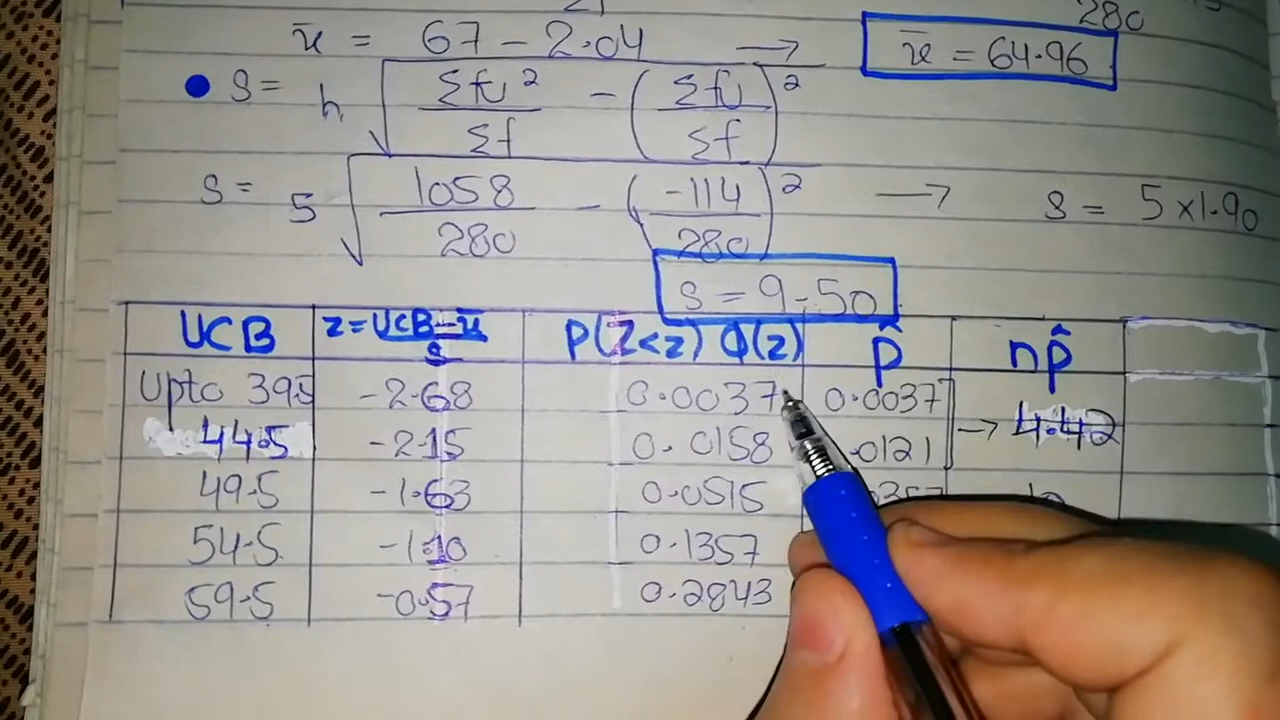 280
x̄ = 67 - 2.04 → x̄ = 64.96
S = h √ Σfu² / Σf - (Σfu / Σf)²
S = 5 √ 1058 / 280 - (-114 / 280)² → S = 5 × 1.90
S = 9.50
UCB z = UCB - x̄ / s P(Z<z) φ(z) p̂ np̂
Upto 39.5 -2.68 0.0037 0.0037
44.5 -2.15 0.0158 .0121 → 4.42
49.5 -1.63 0.0515
54.5 -1.10 0.1357
59.5 -0.57 0.2843